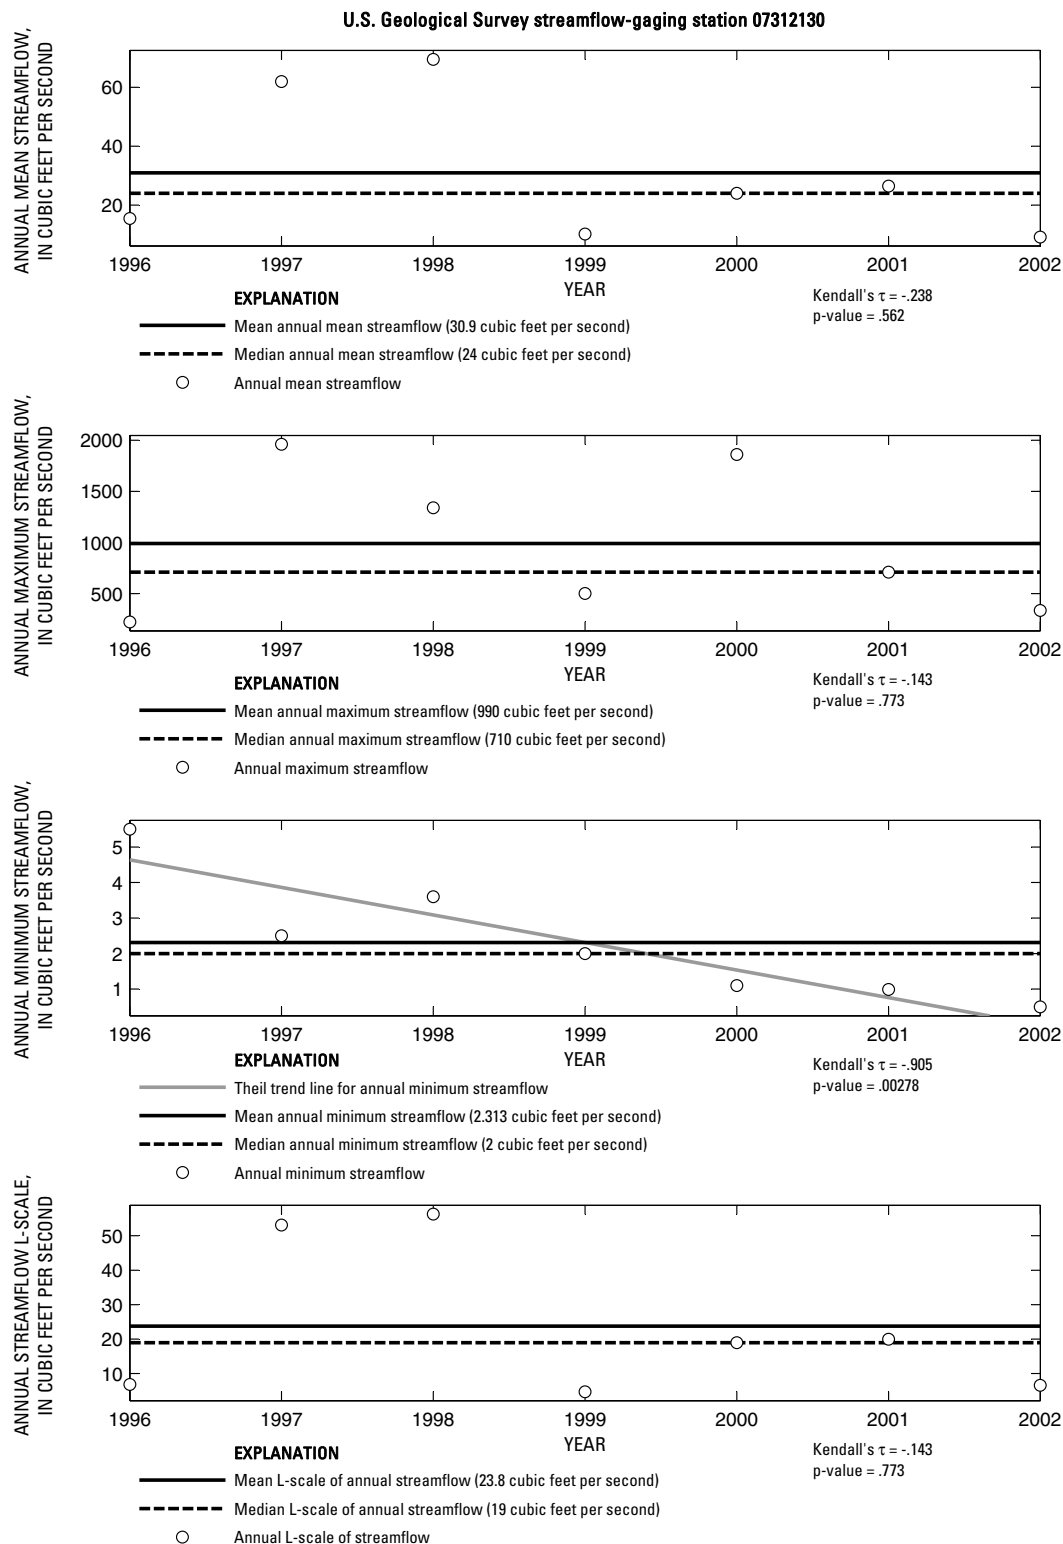 U.S. Geological Survey streamflow-gaging station 07312130
ANNUAL MEAN STREAMFLOW,
IN CUBIC FEET PER SECOND
60
40
20
1996 1997 1998 1999 2000 2001 2002
YEAR
Kendall's τ = -.238
p-value = .562
EXPLANATION
Mean annual mean streamflow (30.9 cubic feet per second)
Median annual mean streamflow (24 cubic feet per second)
Annual mean streamflow
ANNUAL MAXIMUM STREAMFLOW,
IN CUBIC FEET PER SECOND
2000
1500
1000
500
1996 1997 1998 1999 2000 2001 2002
YEAR
Kendall's τ = -.143
p-value = .773
EXPLANATION
Mean annual maximum streamflow (990 cubic feet per second)
Median annual maximum streamflow (710 cubic feet per second)
Annual maximum streamflow
ANNUAL MINIMUM STREAMFLOW,
IN CUBIC FEET PER SECOND
5
4
3
2
1
1996 1997 1998 1999 2000 2001 2002
YEAR
Kendall's τ = -.905
p-value = .00278
EXPLANATION
Theil trend line for annual minimum streamflow
Mean annual minimum streamflow (2.313 cubic feet per second)
Median annual minimum streamflow (2 cubic feet per second)
Annual minimum streamflow
ANNUAL STREAMFLOW L-SCALE,
IN CUBIC FEET PER SECOND
50
40
30
20
10
1996 1997 1998 1999 2000 2001 2002
YEAR
Kendall's τ = -.143
p-value = .773
EXPLANATION
Mean L-scale of annual streamflow (23.8 cubic feet per second)
Median L-scale of annual streamflow (19 cubic feet per second)
Annual L-scale of streamflow